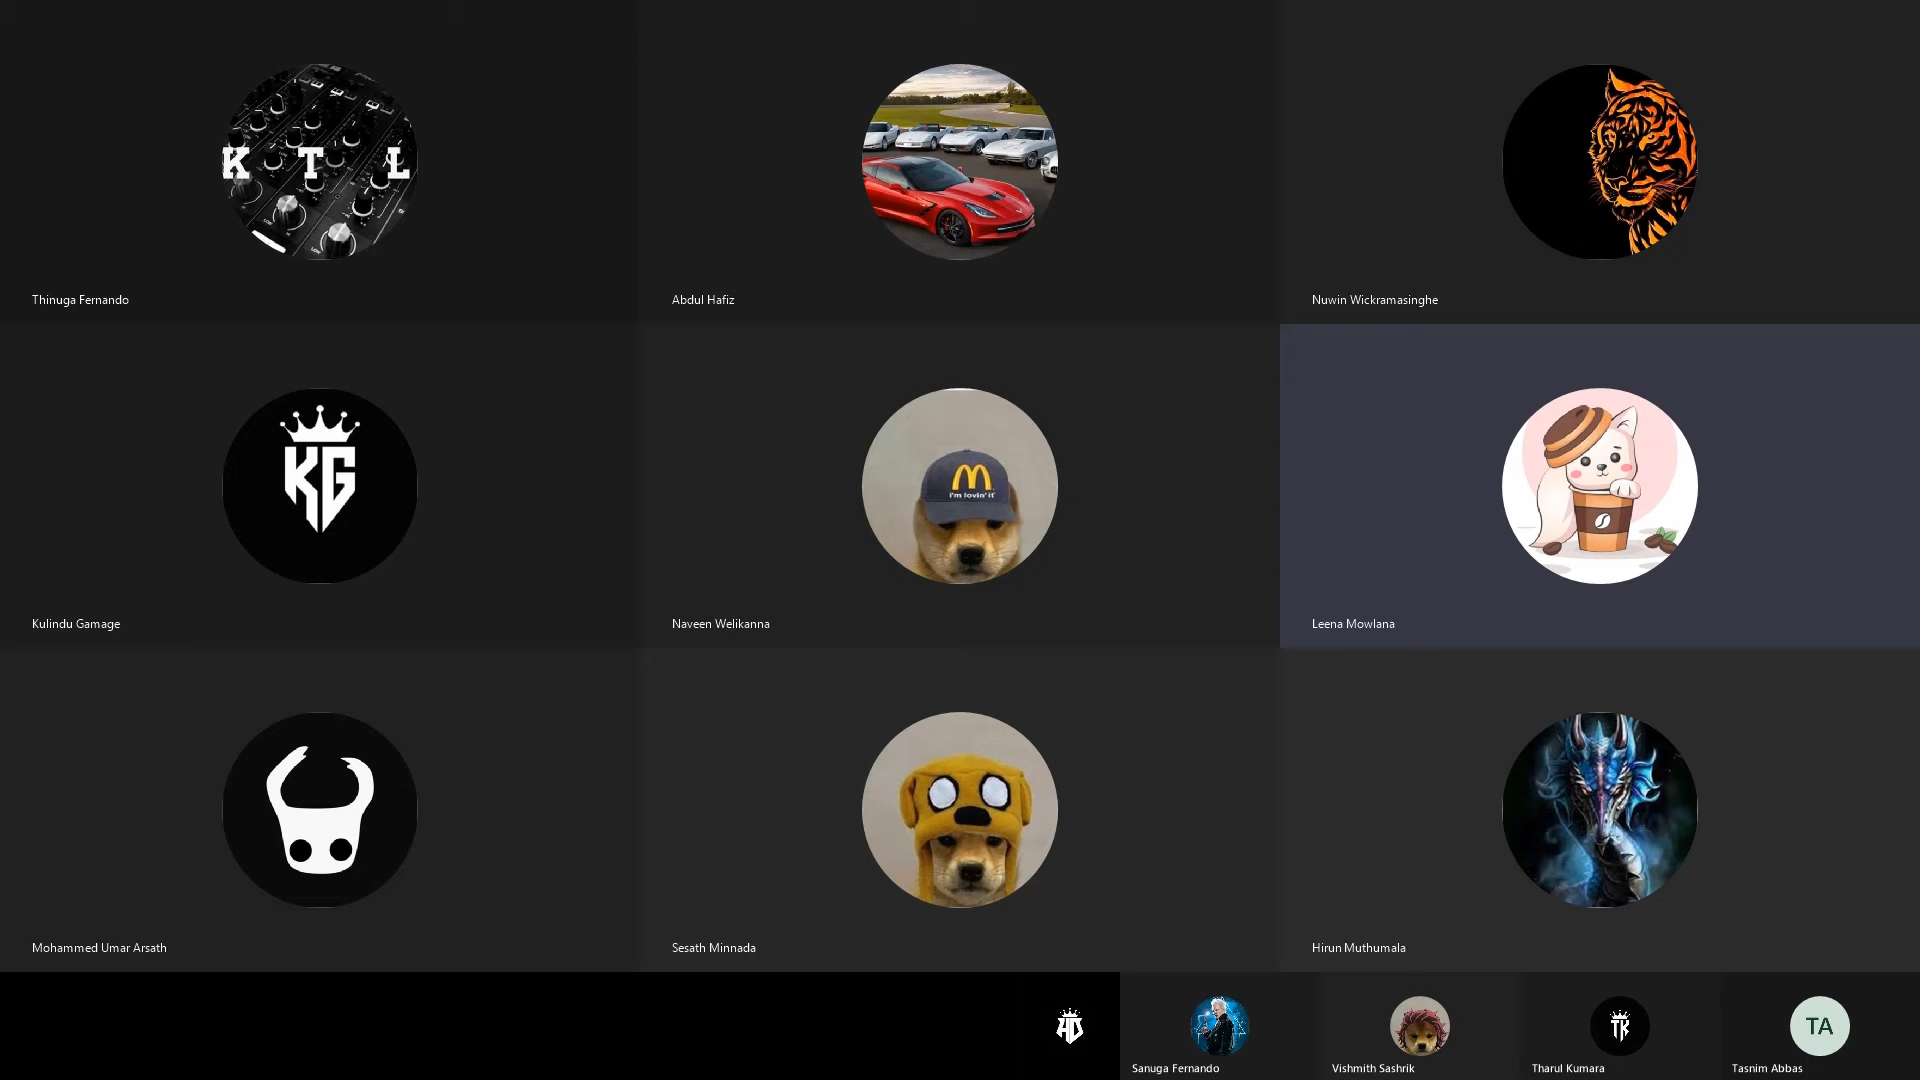 K T L
Thinuga Fernando
Abdul Hafiz
Nuwin Wickramasinghe
KG
Kulindu Gamage
M
i'm lovin' it
Naveen Welikanna
Leena Mowlana
Mohammed Umar Arsath
Sesath Minnada
Hirun Muthumala
Sanuga Fernando
Vishmith Sashrik
TK
Tharul Kumara
TA
Tasnim Abbas